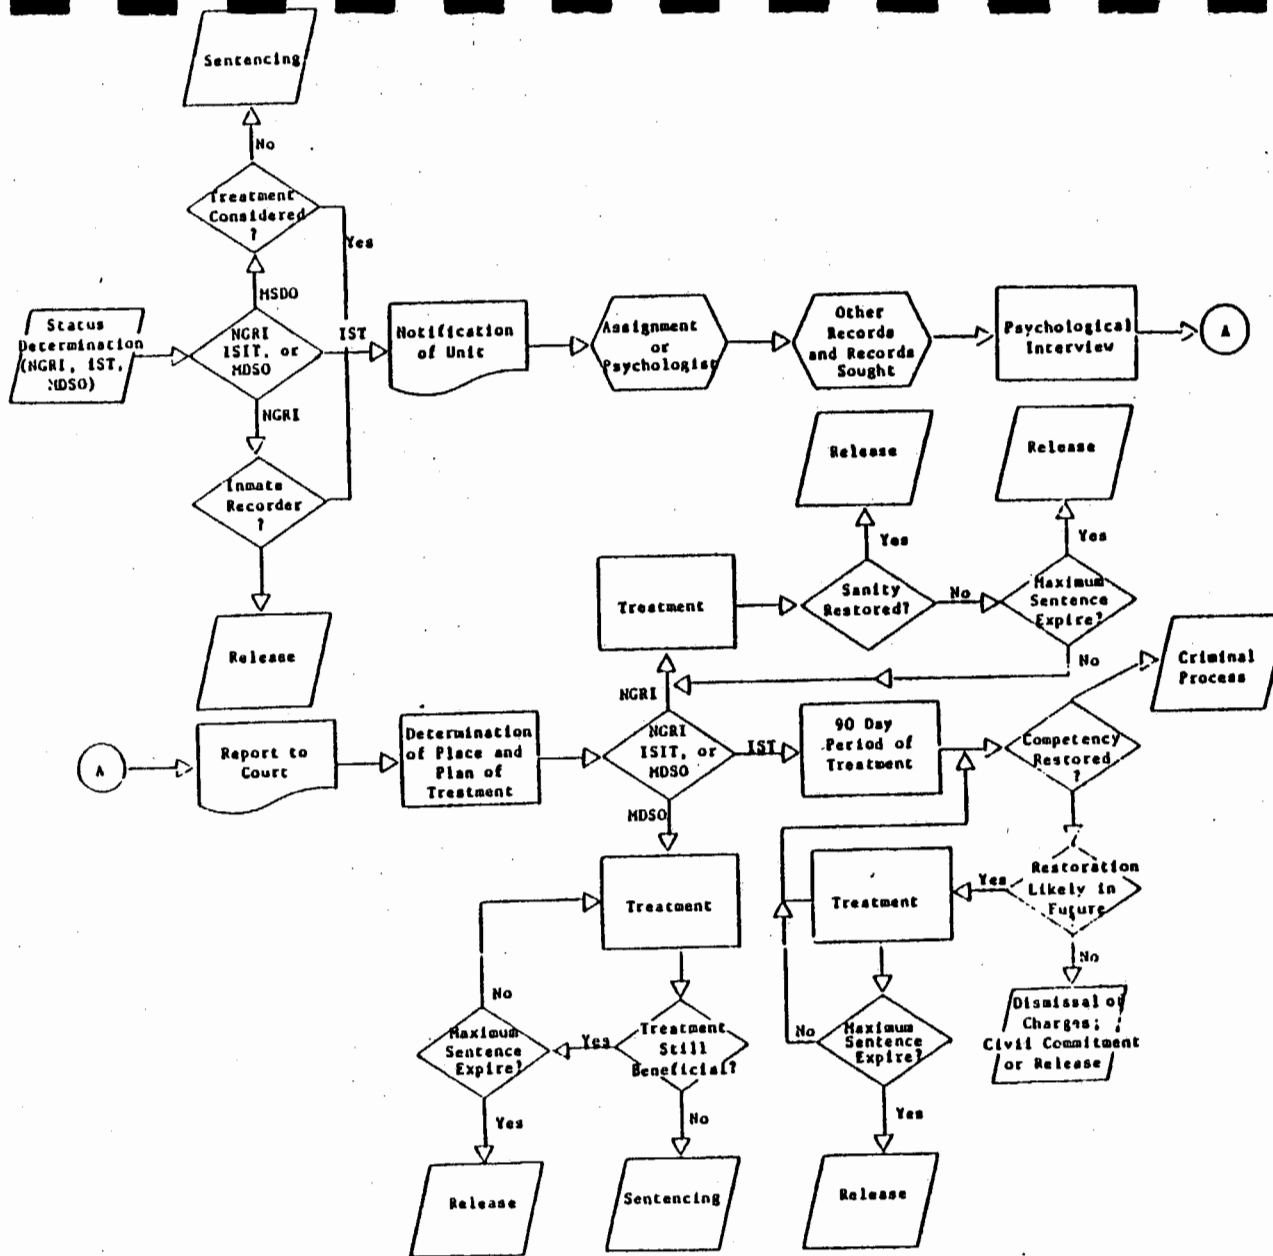 Sentencing
No
Treatment
Considered
?
Yes
MSDO
Status
Determination
(NGRI, IST,
MDSO)
NGRI
ISIT, or
MDSO
IST
Notification
of Unit
Assignment
or
Psychologist
Other
Records
and Records
Sought
Psychological
Interview
A
NGRI
Inmate
Recorder
?
Release
Release
Release
Yes
Yes
Treatment
Sanity
Restored?
No
Maximum
Sentence
Expire?
No
Criminal
Process
NGRI
A
Report to
Court
Determination
of Place and
Plan of
Treatment
NGRI
ISIT, or
MDSO
IST
90 Day
Period of
Treatment
Competency
Restored
?
MDSO
Treatment
Treatment
Yes
Restoration
Likely in
Future
No
No
Maximum
Sentence
Expire?
Yes
Treatment
Still
Beneficial?
No
Maximum
Sentence
Expire?
Dismissal of
Charges;
Civil Commitment
or Release
Yes
No
Yes
Release
Sentencing
Release